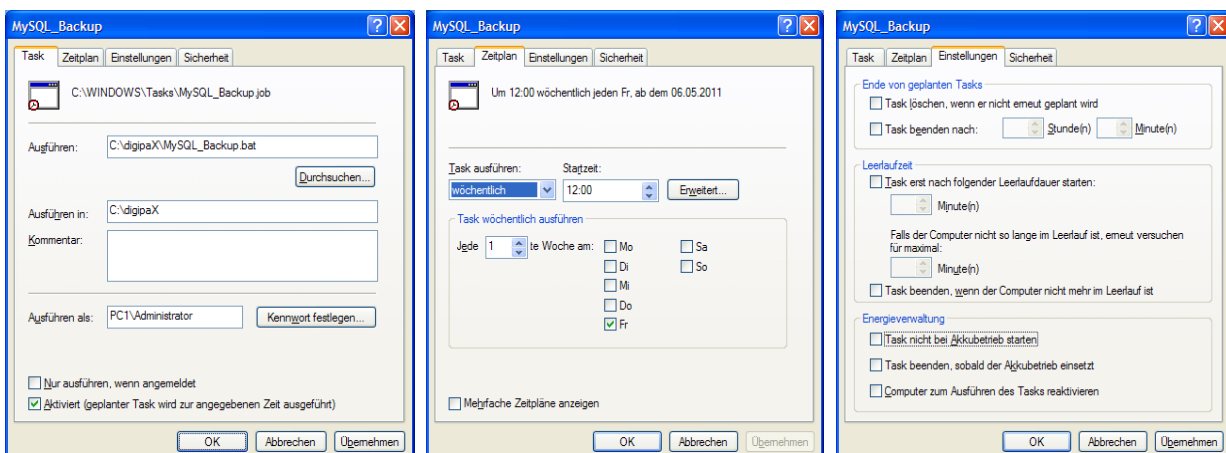 MySQL_Backup
Task Zeitplan Einstellungen Sicherheit
C:\WINDOWS\Tasks\MySQL_Backup.job
Ausführen: C:\digipaX\MySQL_Backup.bat
Durchsuchen...
Ausführen in: C:\digipaX
Kommentar:
Ausführen als: PC1\Administrator Kennwort festlegen...
Nur ausführen, wenn angemeldet
Aktiviert (geplanter Task wird zur angegebenen Zeit ausgeführt)
OK Abbrechen Übernehmen
MySQL_Backup
Task Zeitplan Einstellungen Sicherheit
Um 12:00 wöchentlich jeden Fr, ab dem 06.05.2011
Task ausführen: Startzeit:
wöchentlich 12:00 Erweitert...
Task wöchentlich ausführen
Jede 1 te Woche am: Mo Sa
Di So
Mi
Do
Fr
Mehrfache Zeitpläne anzeigen
OK Abbrechen Übernehmen
MySQL_Backup
Task Zeitplan Einstellungen Sicherheit
Ende von geplanten Tasks
Task löschen, wenn er nicht erneut geplant wird
Task beenden nach: Stunde(n) Minute(n)
Leerlaufzeit
Task erst nach folgender Leerlaufdauer starten:
Minute(n)
Falls der Computer nicht so lange im Leerlauf ist, erneut versuchen
für maximal:
Minute(n)
Task beenden, wenn der Computer nicht mehr im Leerlauf ist
Energieverwaltung
Task nicht bei Akkubetrieb starten
Task beenden, sobald der Akkubetrieb einsetzt
Computer zum Ausführen des Tasks reaktivieren
OK Abbrechen Übernehmen